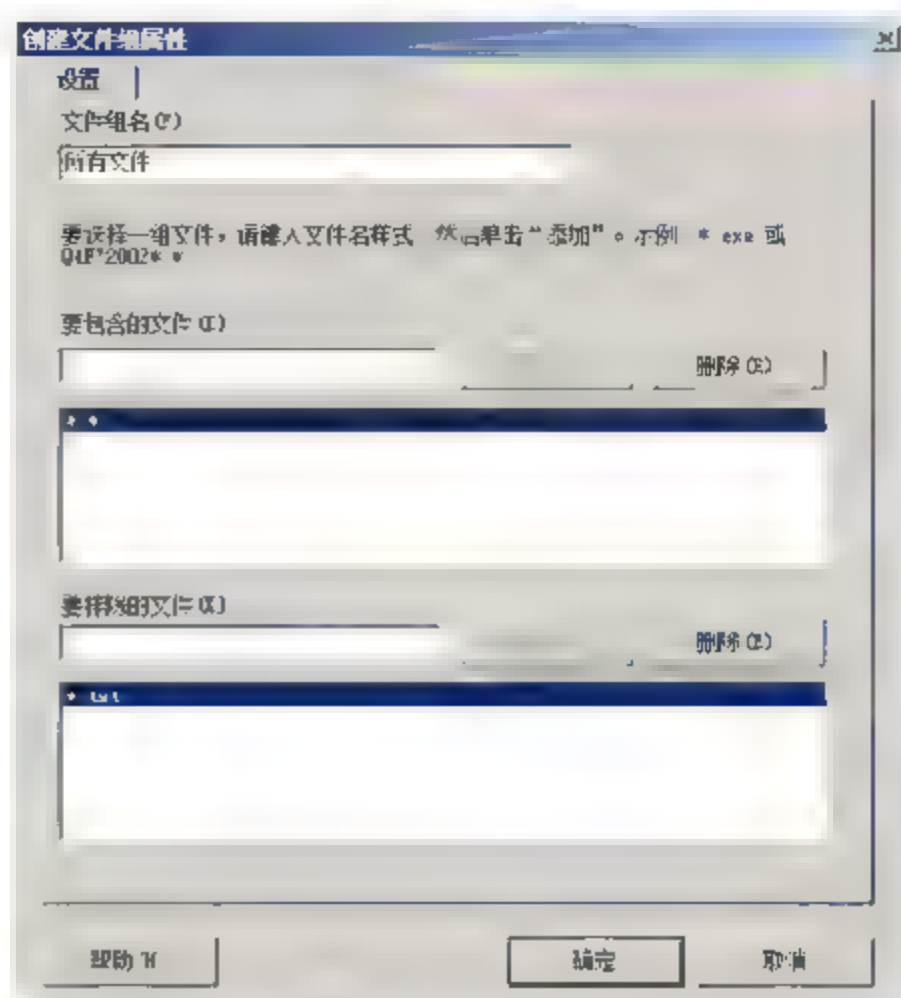 创建文件组属性
设置
文件组名(F)
所有文件
要选择一组文件，请键入文件名样式 然后单击“添加”。示例 *.exe 或
要包含的文件(I)
删除
* *
要排除的文件(X)
删除
帮助 H
确定
取消